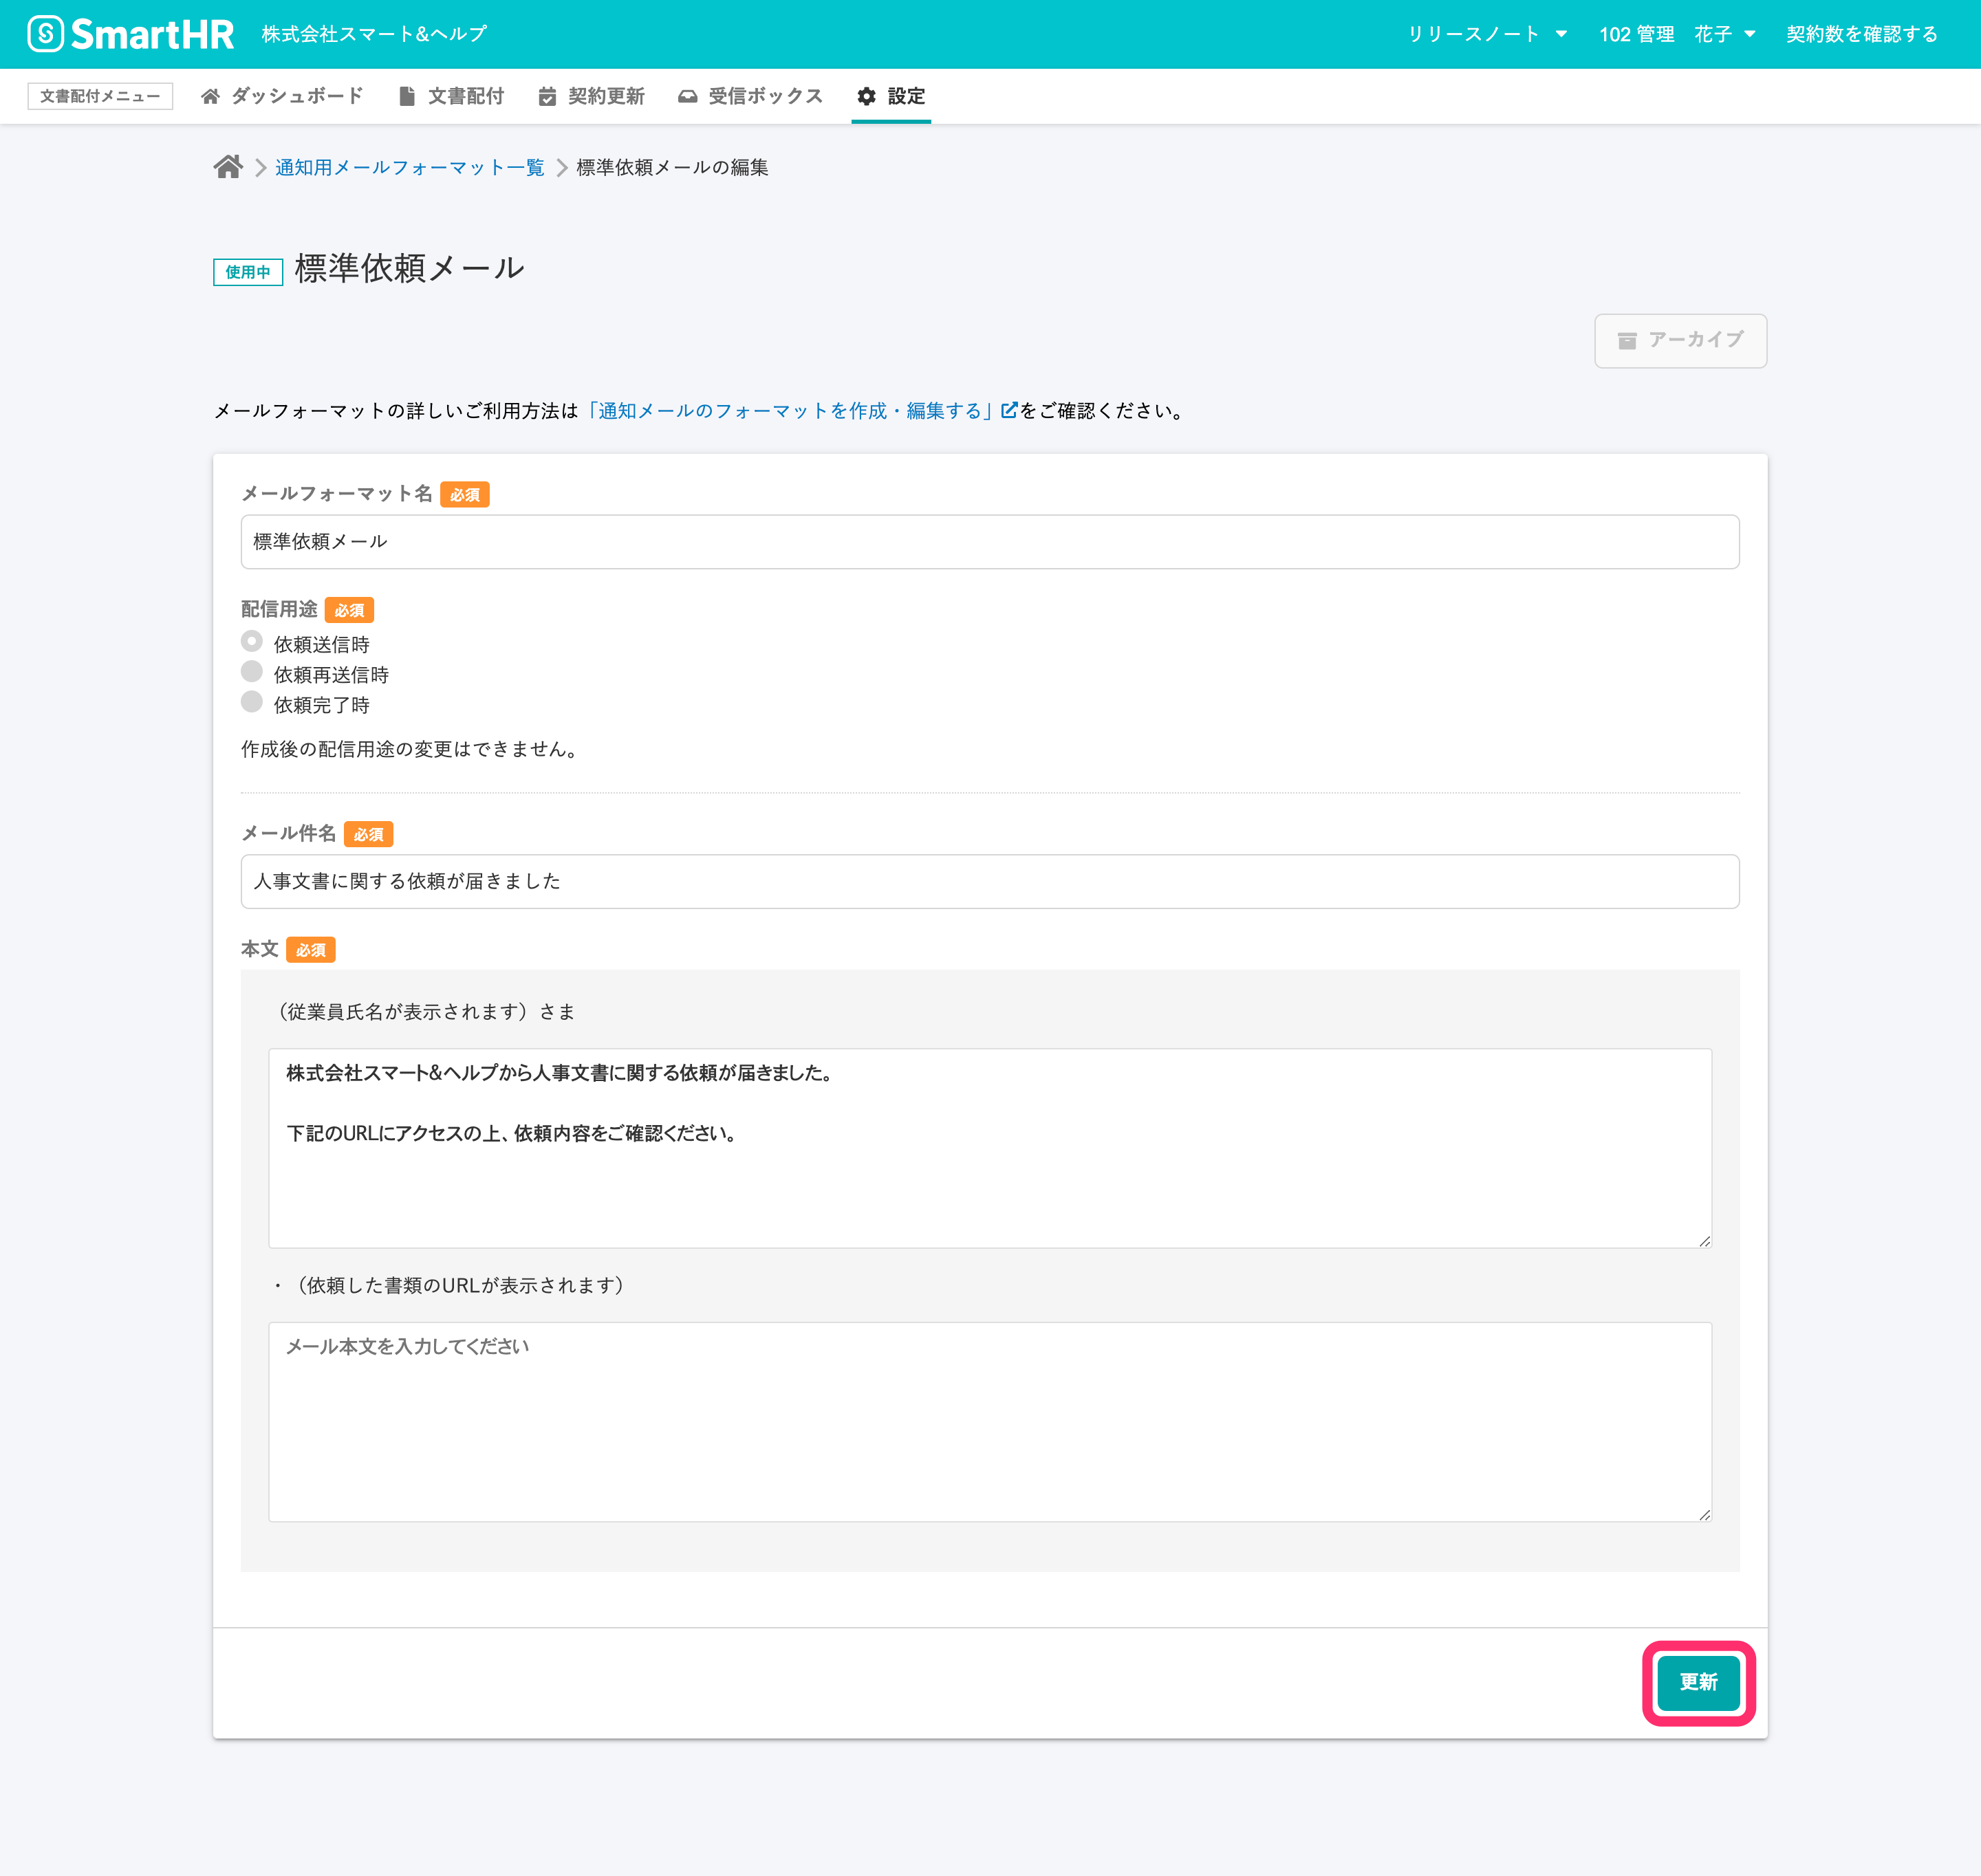 SmartHR 株式会社スマート&ヘルプ リリースノート 102 管理 花子 契約数を確認する
文書配付メニュー ダッシュボード 文書配付 契約更新 受信ボックス 設定
通知用メールフォーマット一覧 標準依頼メールの編集
使用中 標準依頼メール
アーカイブ
メールフォーマットの詳しいご利用方法は「通知メールのフォーマットを作成・編集する」をご確認ください。
メールフォーマット名 必須
標準依頼メール
配信用途 必須
依頼送信時
依頼再送信時
依頼完了時
作成後の配信用途の変更はできません。
メール件名 必須
人事文書に関する依頼が届きました
本文 必須
（従業員氏名が表示されます）さま
株式会社スマート&ヘルプから人事文書に関する依頼が届きました。
下記のURLにアクセスの上、依頼内容をご確認ください。
・（依頼した書類のURLが表示されます）
メール本文を入力してください
更新